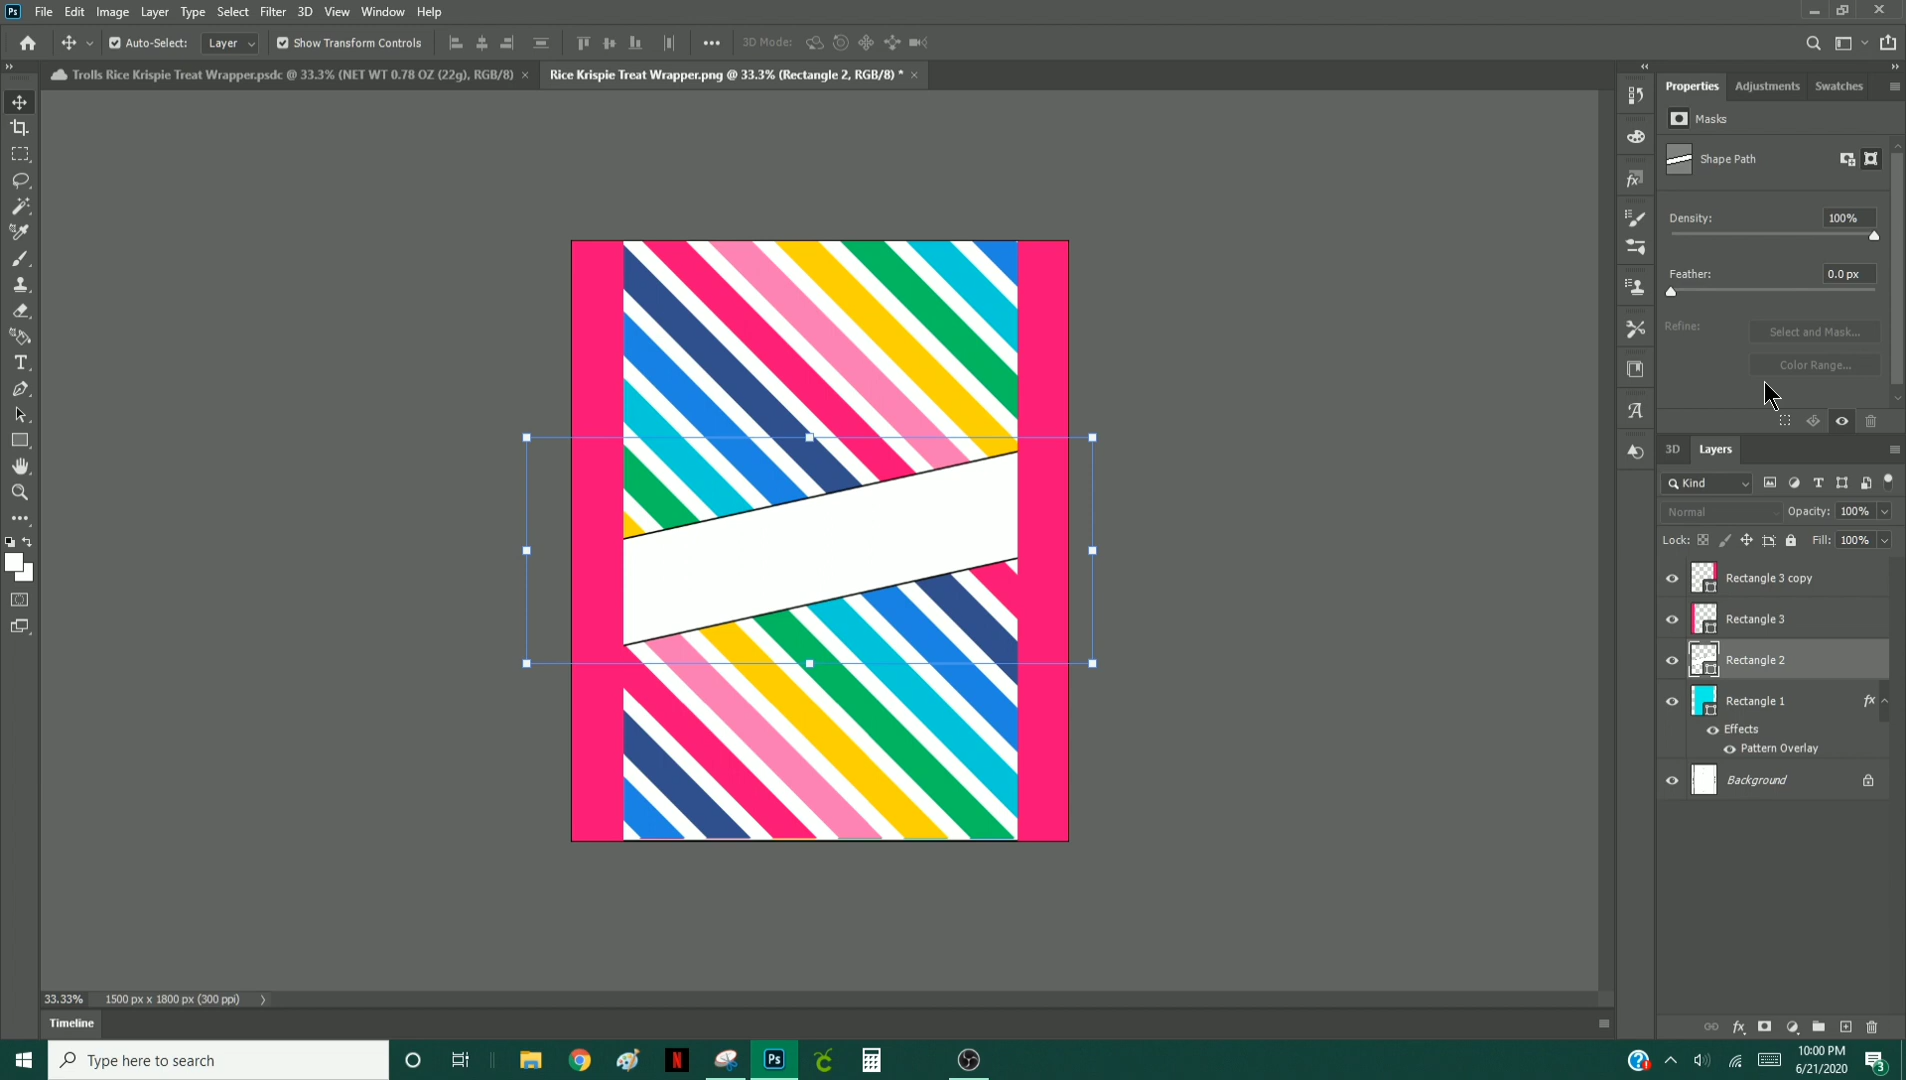 Ps File Edit Image Layer Type Select Filter 3D View Window Help
Auto-Select: Layer Show Transform Controls 3D Mode:
Trolls Rice Krispie Treat Wrapper.psdc @ 33.3% (NET WT 0.78 OZ (22g), RGB/8) × Rice Krispie Treat Wrapper.png @ 33.3% (Rectangle 2, RGB/8) * ×
Properties Adjustments Swatches
Masks
Shape Path
Density: 100%
Feather: 0.0 px
Refine: Select and Mask...
Color Range...
3D Layers
Kind
Normal Opacity: 100%
Lock: Fill: 100%
Rectangle 3 copy
Rectangle 3
Rectangle 2
Rectangle 1 fx
Effects
Pattern Overlay
Background
33.33% 1500 px x 1800 px (300 ppi)
Timeline
Type here to search
N
Ps
10:00 PM
6/21/2020
3